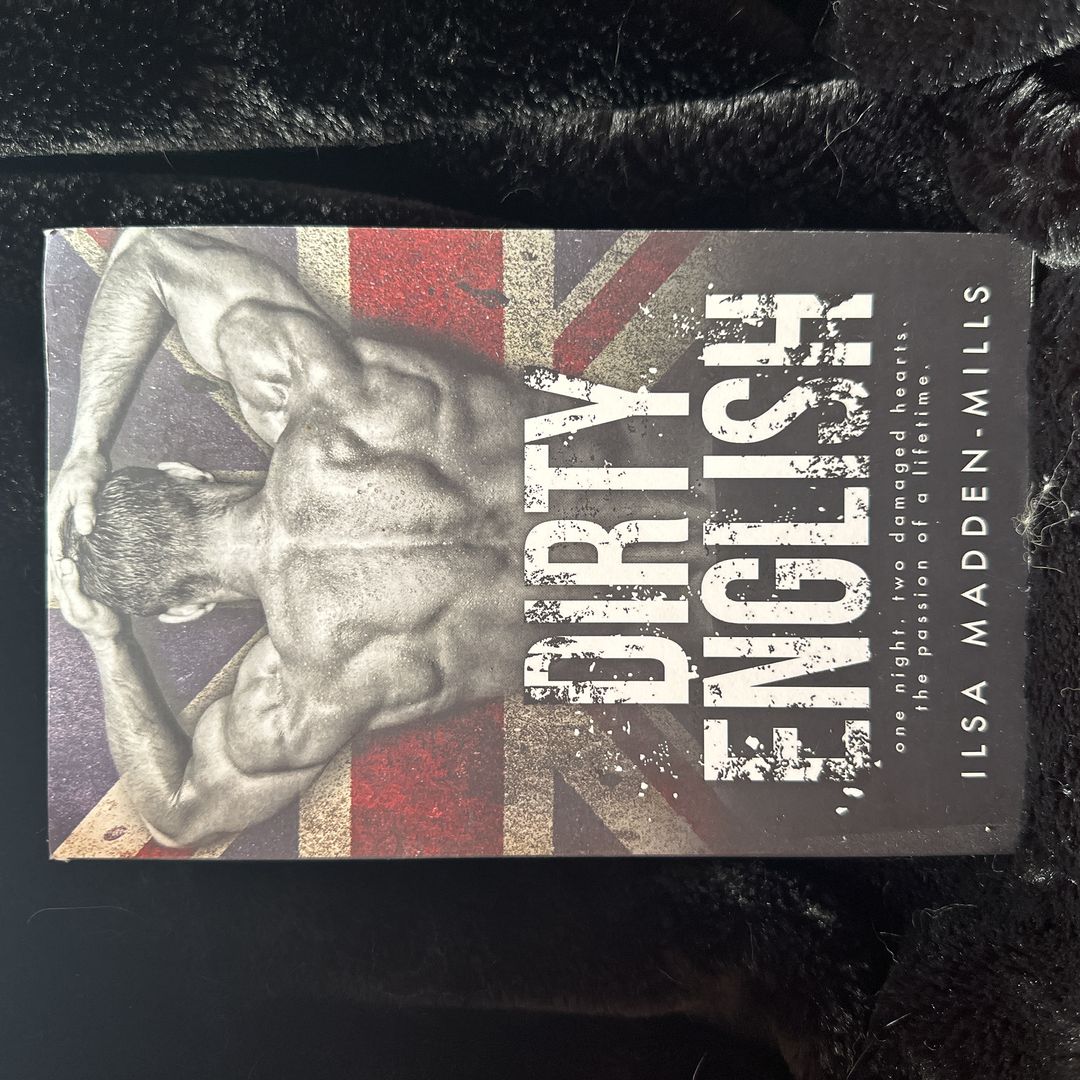 DIRTY
ENGLISH
one night. two damaged hearts.
the passion of a lifetime.
ILSA MADDEN-MILLS